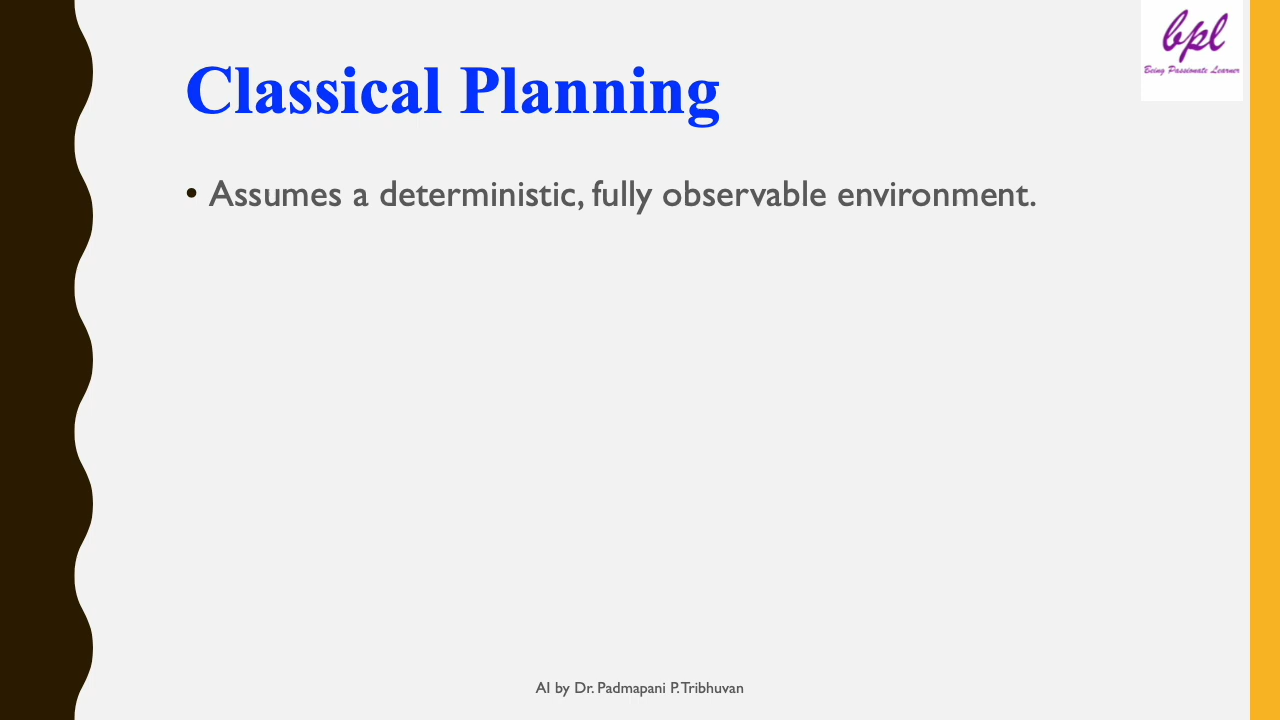 bpl
Being Passionate Learner
Classical Planning
• Assumes a deterministic, fully observable environment.
AI by Dr. Padmapani P. Tribhuvan